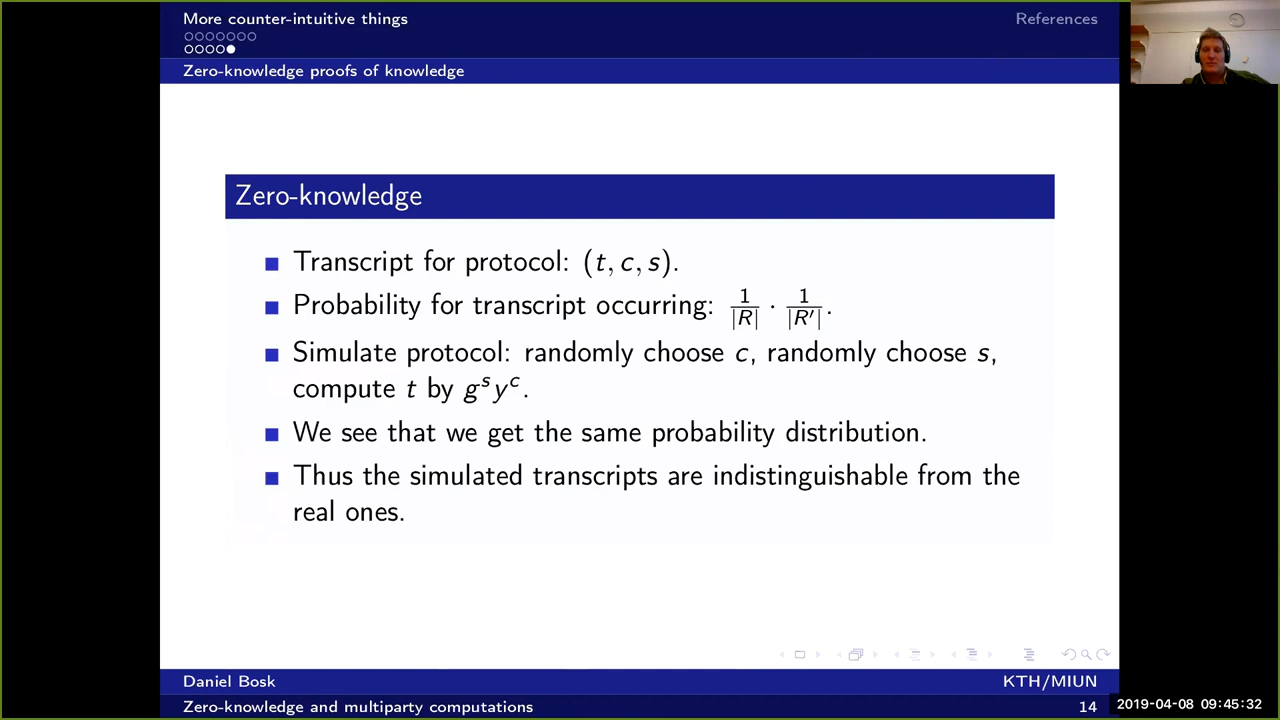 More counter-intuitive things
References
Zero-knowledge proofs of knowledge
Zero-knowledge
Transcript for protocol: (t, c, s).
Probability for transcript occurring: 1/|R| · 1/|R′|.
Simulate protocol: randomly choose c, randomly choose s,
compute t by g^s y^c.
We see that we get the same probability distribution.
Thus the simulated transcripts are indistinguishable from the
real ones.
Daniel Bosk
KTH/MIUN
Zero-knowledge and multiparty computations
14
2019-04-08 09:45:32